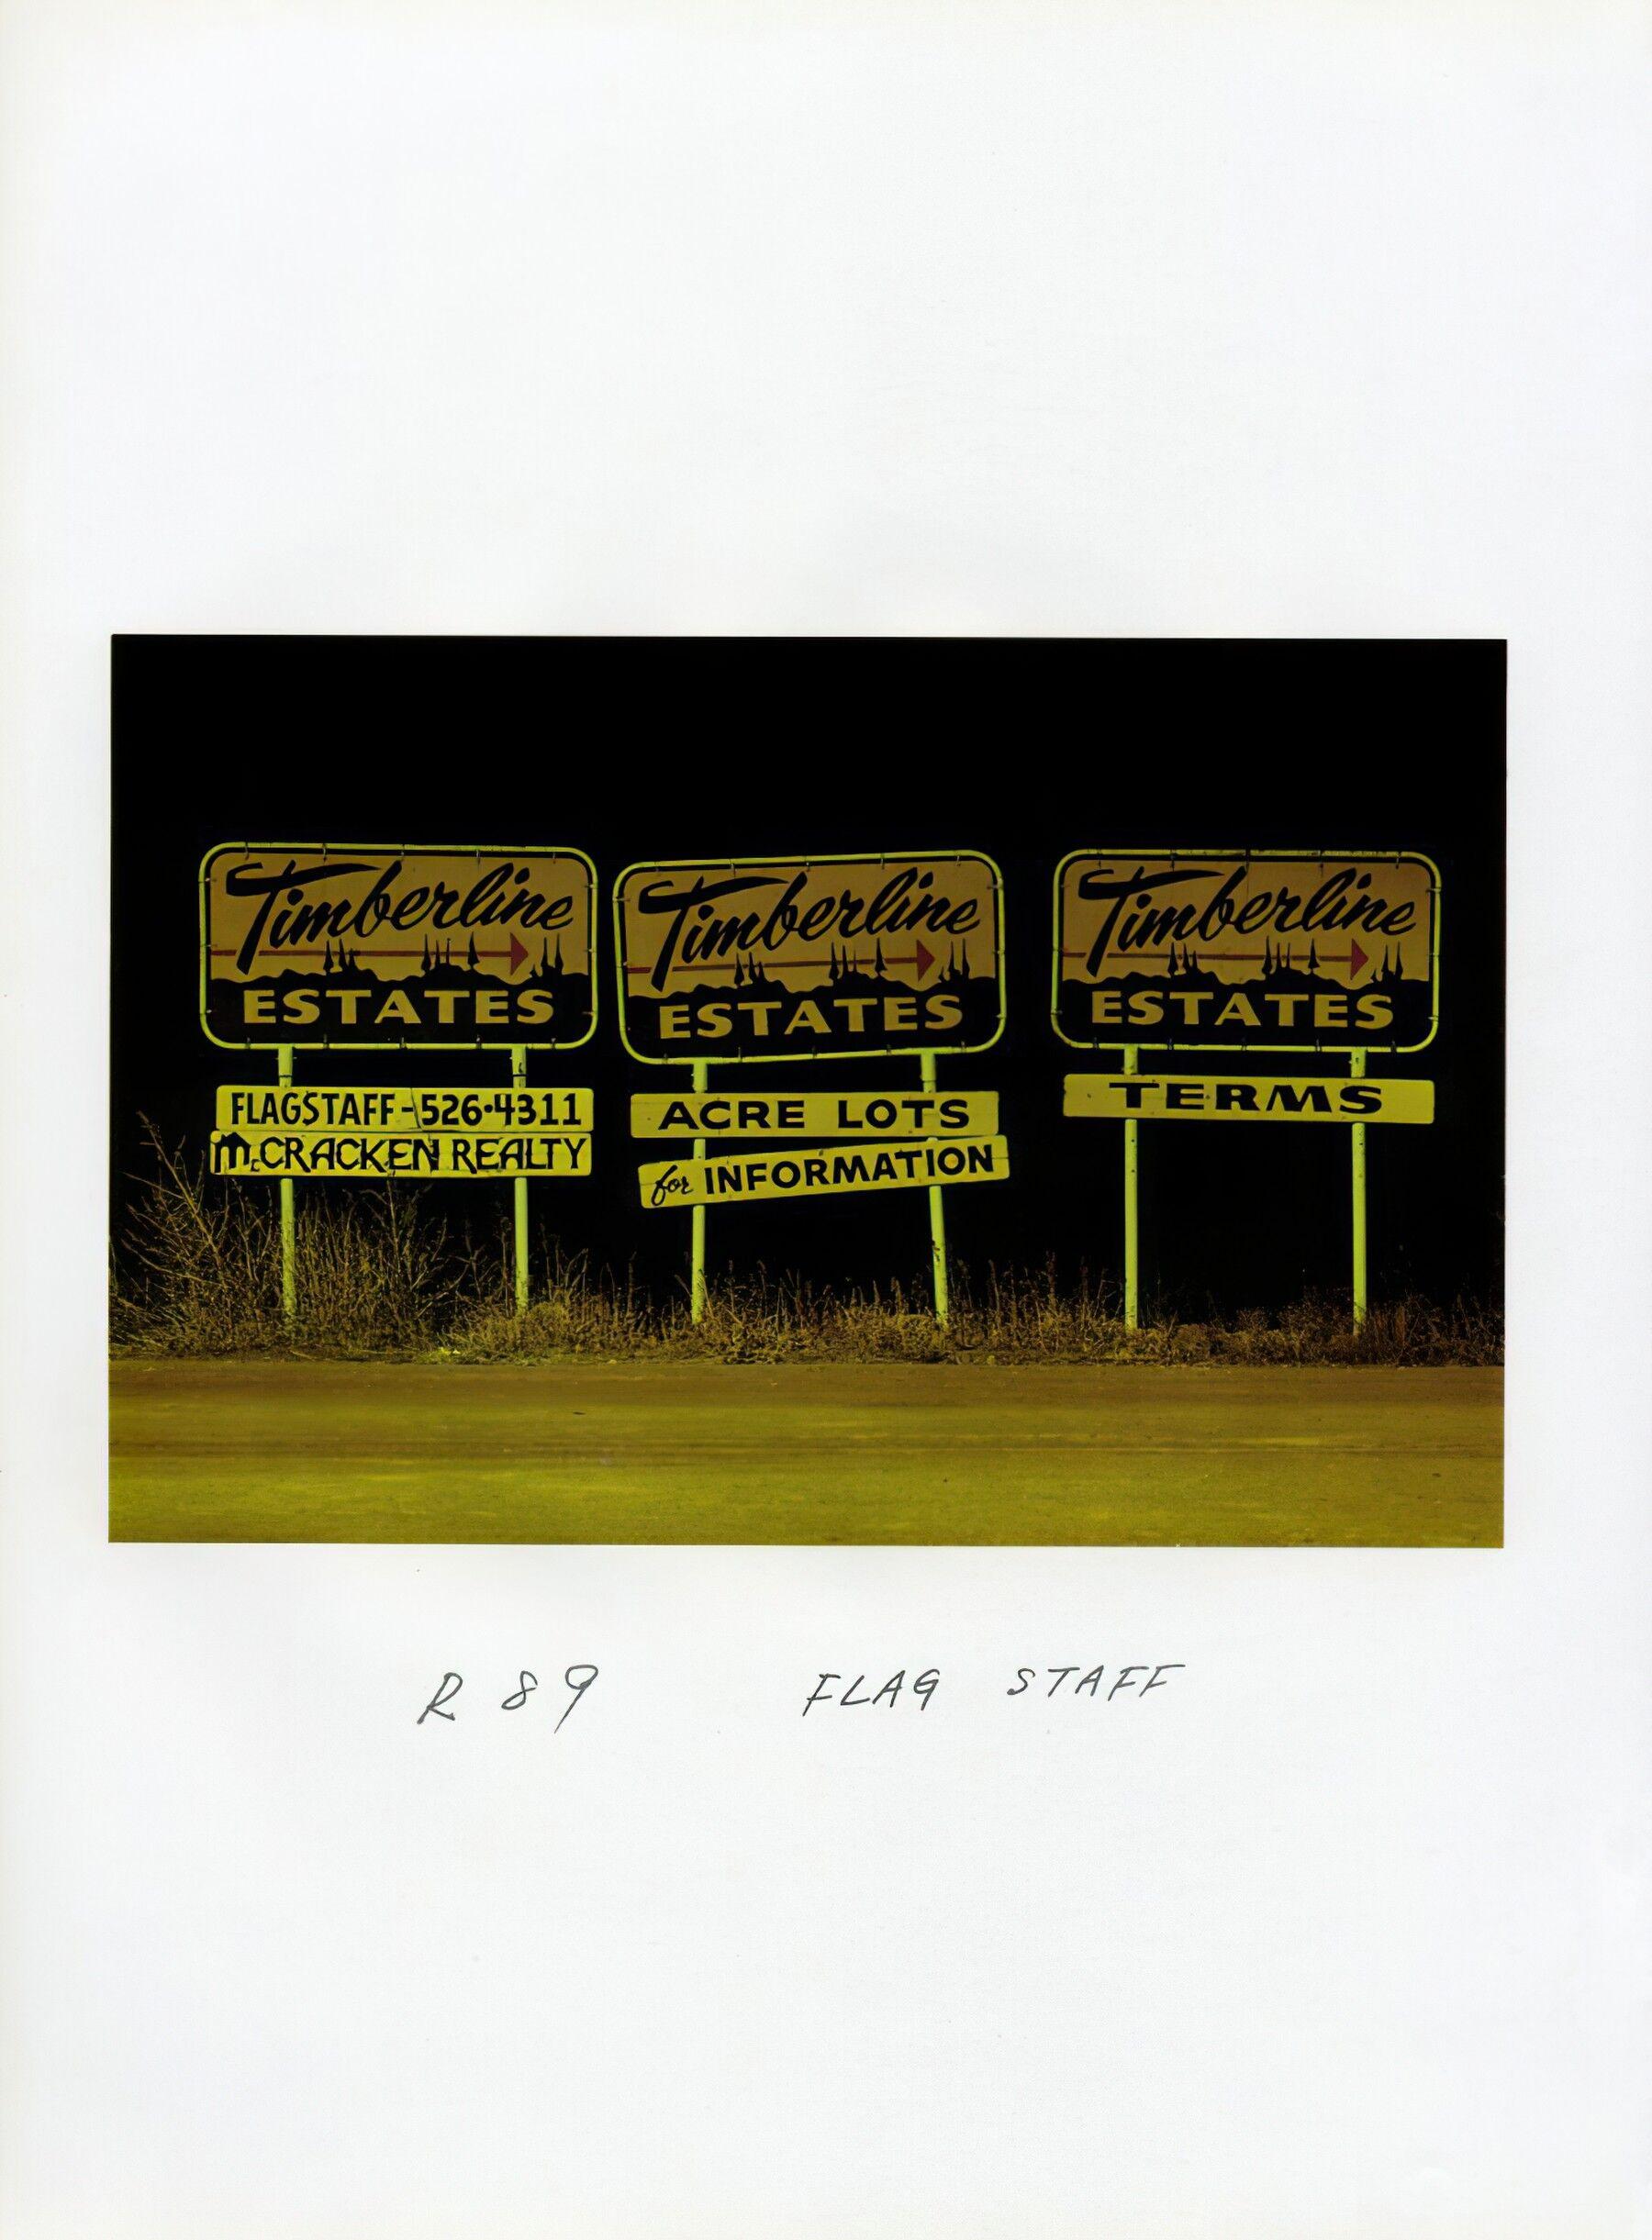 Timberline
ESTATES
FLAGSTAFF-526·4311
McCRACKEN REALTY
Timberline
ESTATES
ACRE LOTS
for INFORMATION
Timberline
ESTATES
TERMS
R 89 FLAG STAFF